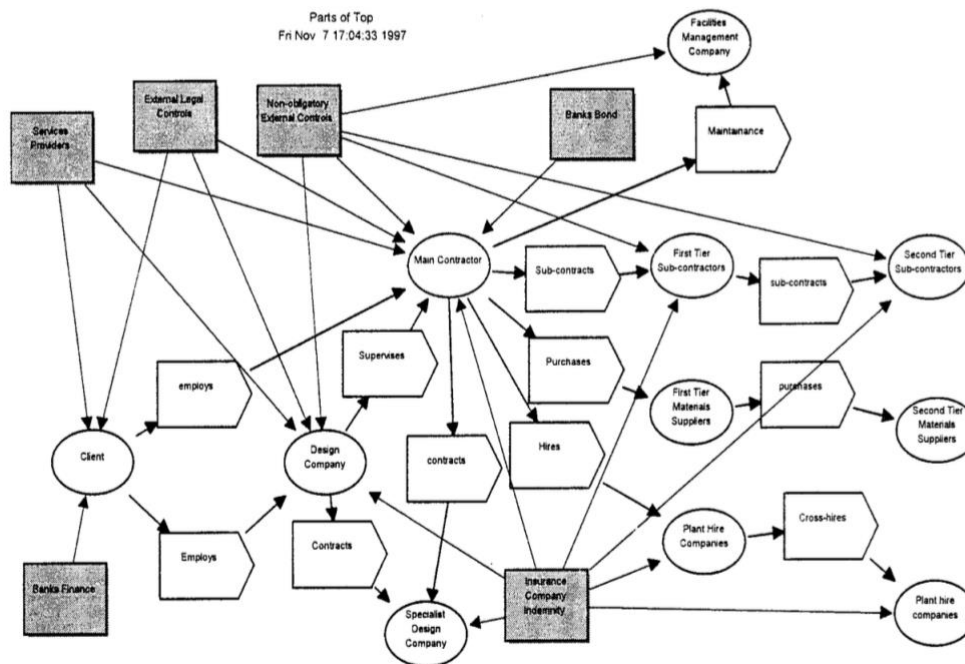 Parts of Top
Fri Nov 7 17:04:33 1997
Facilities
Management
Company
External Legal
Controls
Non-obligatory
External Controls
Banks Bond
Services
Providers
Maintainance
Main Contractor
Sub-contracts
First Tier
Sub-contractors
sub-contracts
Second Tier
Sub-contractors
employs
Supervises
Purchases
First Tier
Materials
Suppliers
purchases
Second Tier
Materials
Suppliers
Client
Design
Company
contracts
Hires
Employs
Contracts
Plant Hire
Companies
Cross-hires
Banks Finance
Insurance
Company
Indemnity
Specialist
Design
Company
Plant hire
companies